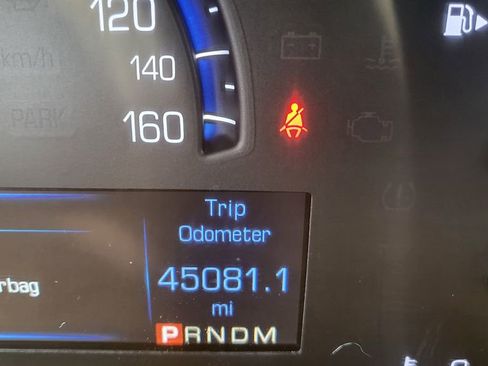 120
km/h
140
PARK
160
Trip
Odometer
rbag
45081.1
mi
PRNDM